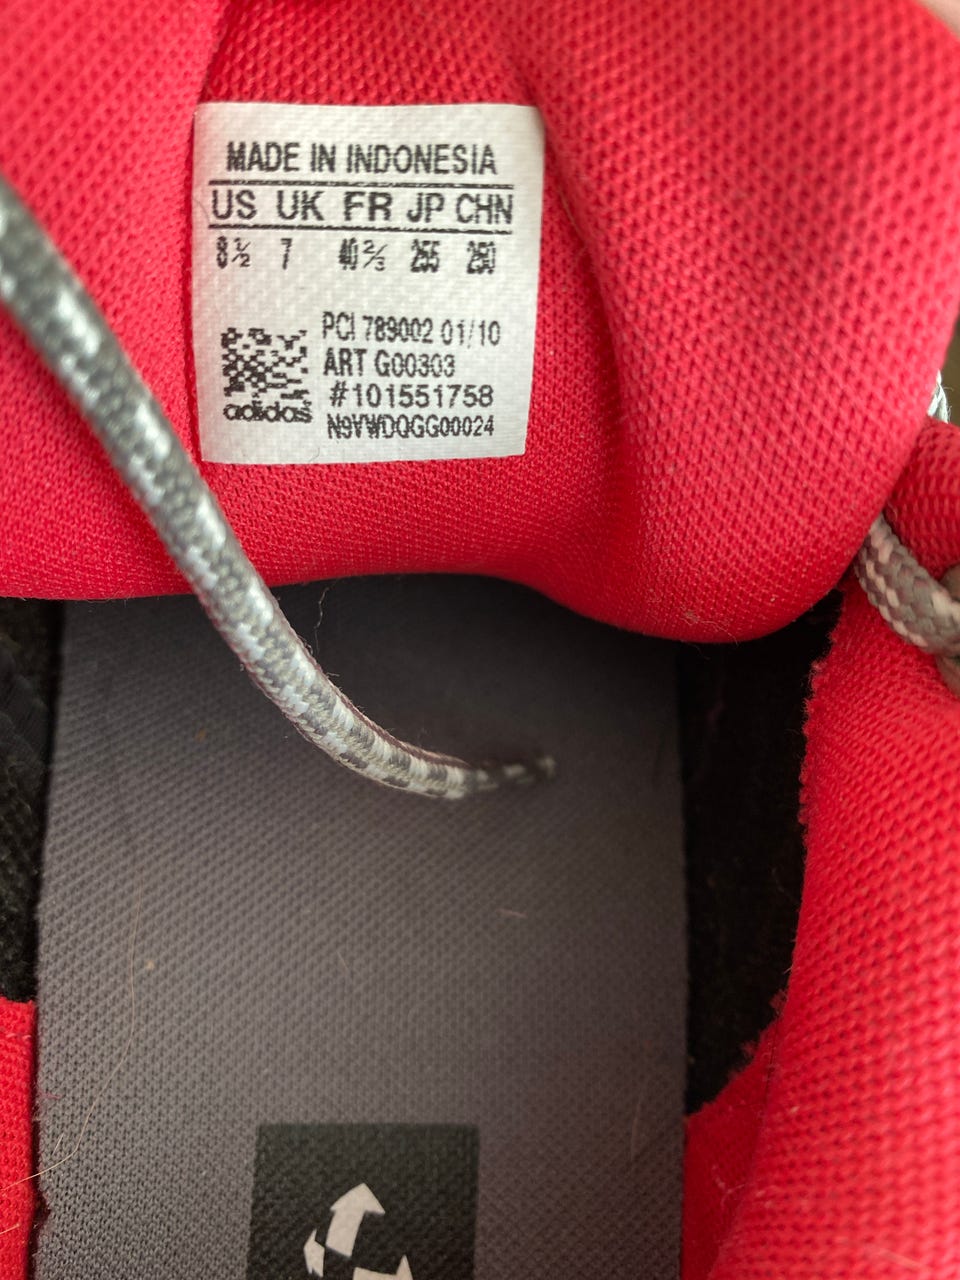 MADE IN INDONESIA
US UK FR JP CHN
8½ 7 40⅔ 255 250
PCI 789002 01/10
ART G00303
#101551758
adidas
N9VWDQGG00024